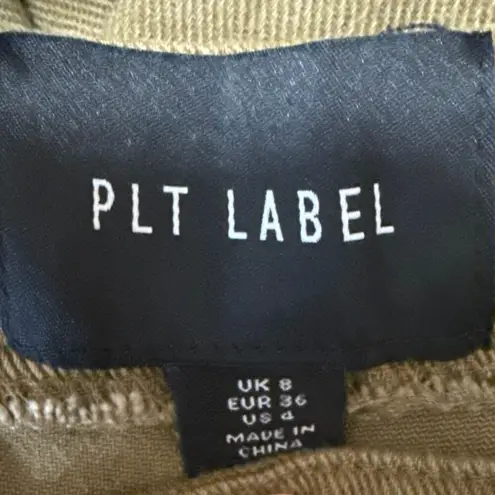 PLT LABEL
UK 8
EUR 36
US 4
MADE IN
CHINA